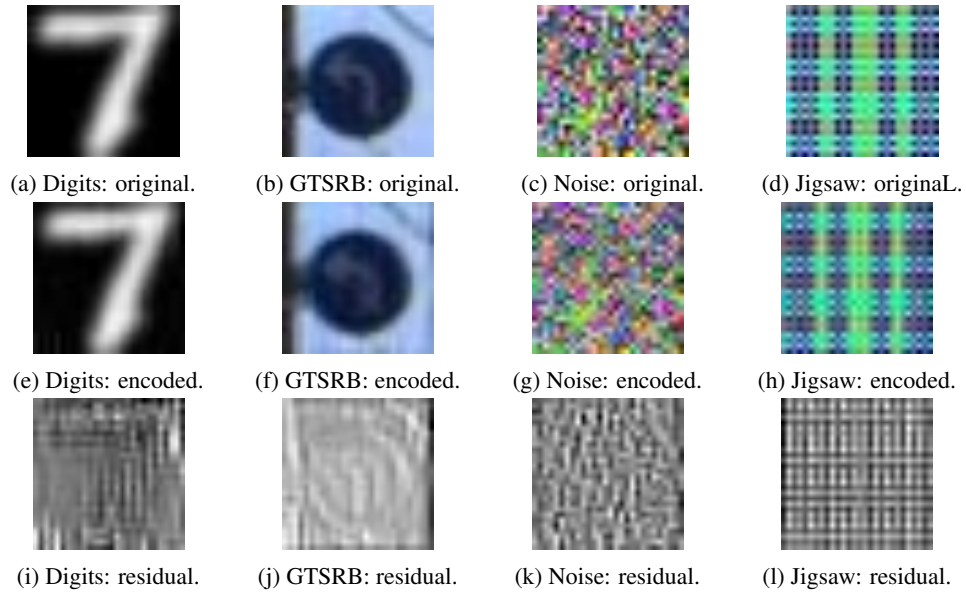 (a) Digits: original.
(b) GTSRB: original.
(c) Noise: original.
(d) Jigsaw: originaL.
(e) Digits: encoded.
(f) GTSRB: encoded.
(g) Noise: encoded.
(h) Jigsaw: encoded.
(i) Digits: residual.
(j) GTSRB: residual.
(k) Noise: residual.
(l) Jigsaw: residual.